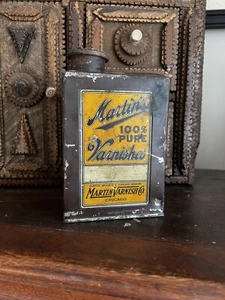 Martin's
100%
PURE
Varnishes
MARTIN VARNISH CO.
CHICAGO